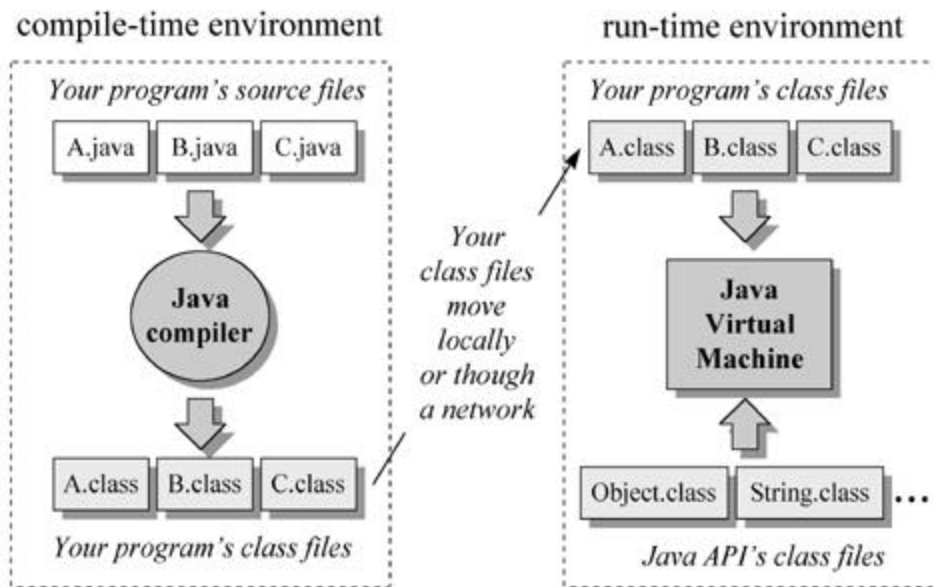 compile-time environment
Your program's source files
A.java B.java C.java
Java
compiler
A.class B.class C.class
Your program's class files
Your
class files
move
locally
or though
a network
run-time environment
Your program's class files
A.class B.class C.class
Java
Virtual
Machine
Object.class String.class ...
Java API's class files